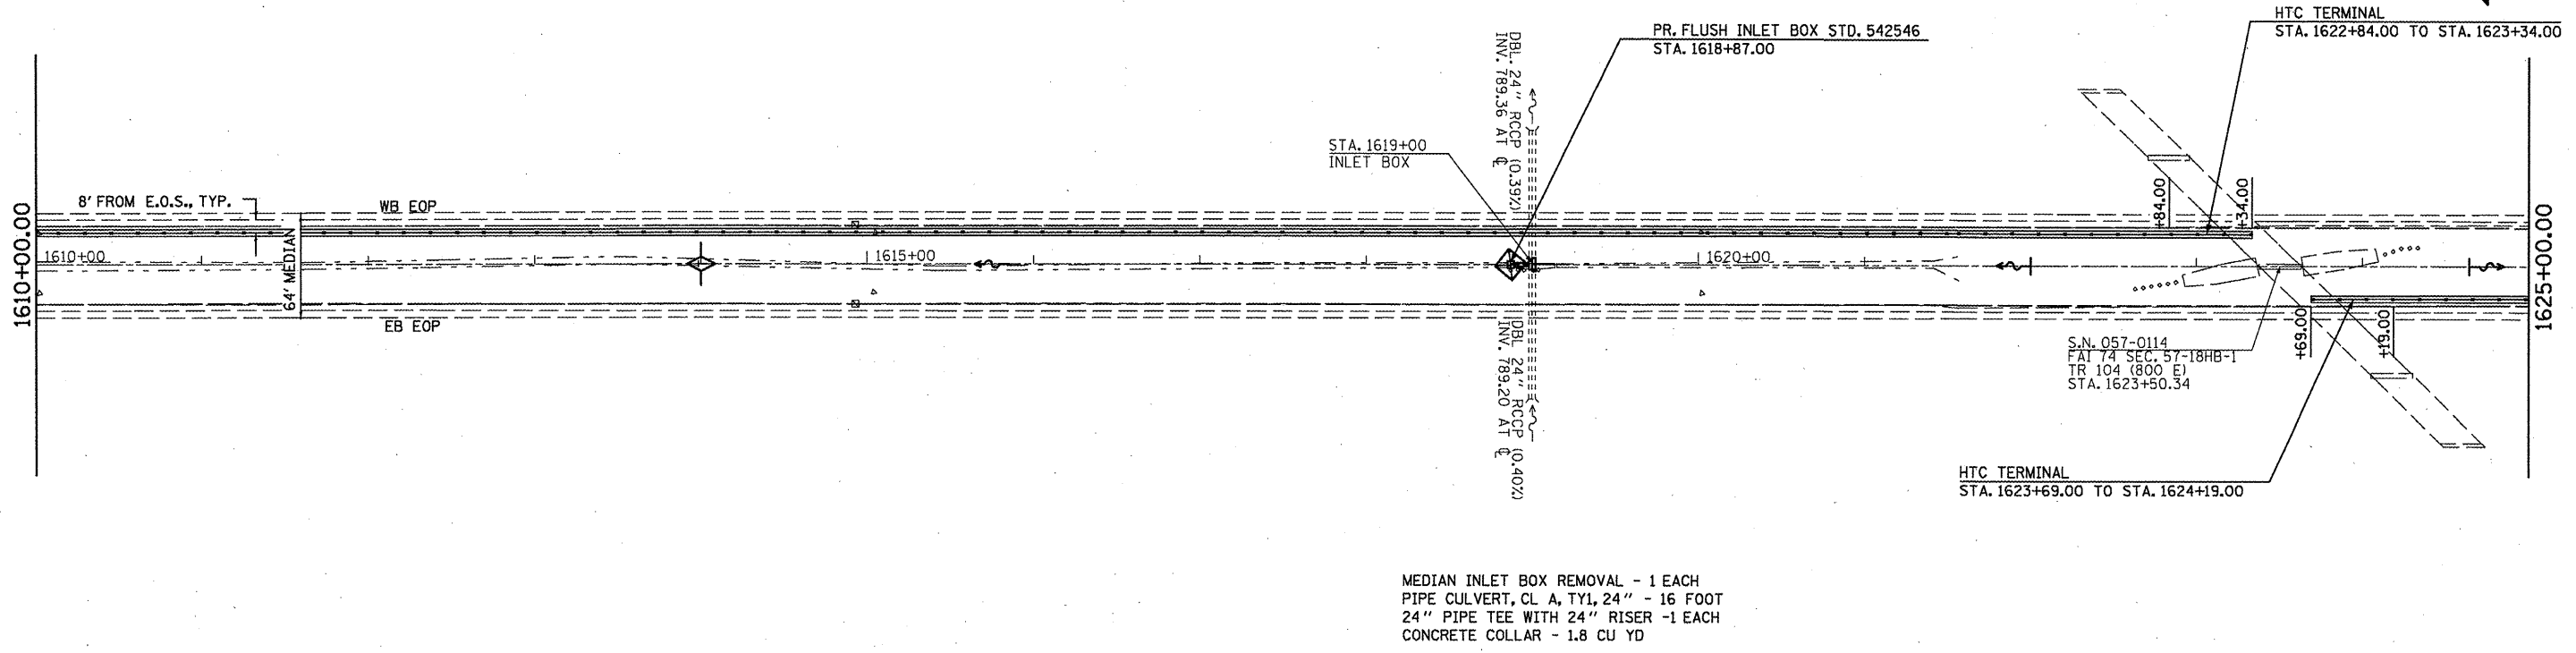 HTC TERMINAL
STA. 1622+84.00 TO STA. 1623+34.00
PR. FLUSH INLET BOX STD. 542546
STA. 1618+87.00
DBL. 24" RCCP (0.39%)
INV. 789.36 AT ℄
STA. 1619+00
INLET BOX
8' FROM E.O.S., TYP.
WB EOP
+84.00
+34.00
1610+00.00
1610+00
64' MEDIAN
1615+00
1620+00
1625+00.00
EB EOP
DBL 24" RCCP (0.40%)
INV. 789.20 AT ℄
+69.00
+19.00
S.N. 057-0114
FAI 74 SEC. 57-18HB-1
TR 104 (800 E)
STA. 1623+50.34
HTC TERMINAL
STA. 1623+69.00 TO STA. 1624+19.00
MEDIAN INLET BOX REMOVAL - 1 EACH
PIPE CULVERT, CL A, TY1, 24" - 16 FOOT
24" PIPE TEE WITH 24" RISER -1 EACH
CONCRETE COLLAR - 1.8 CU YD